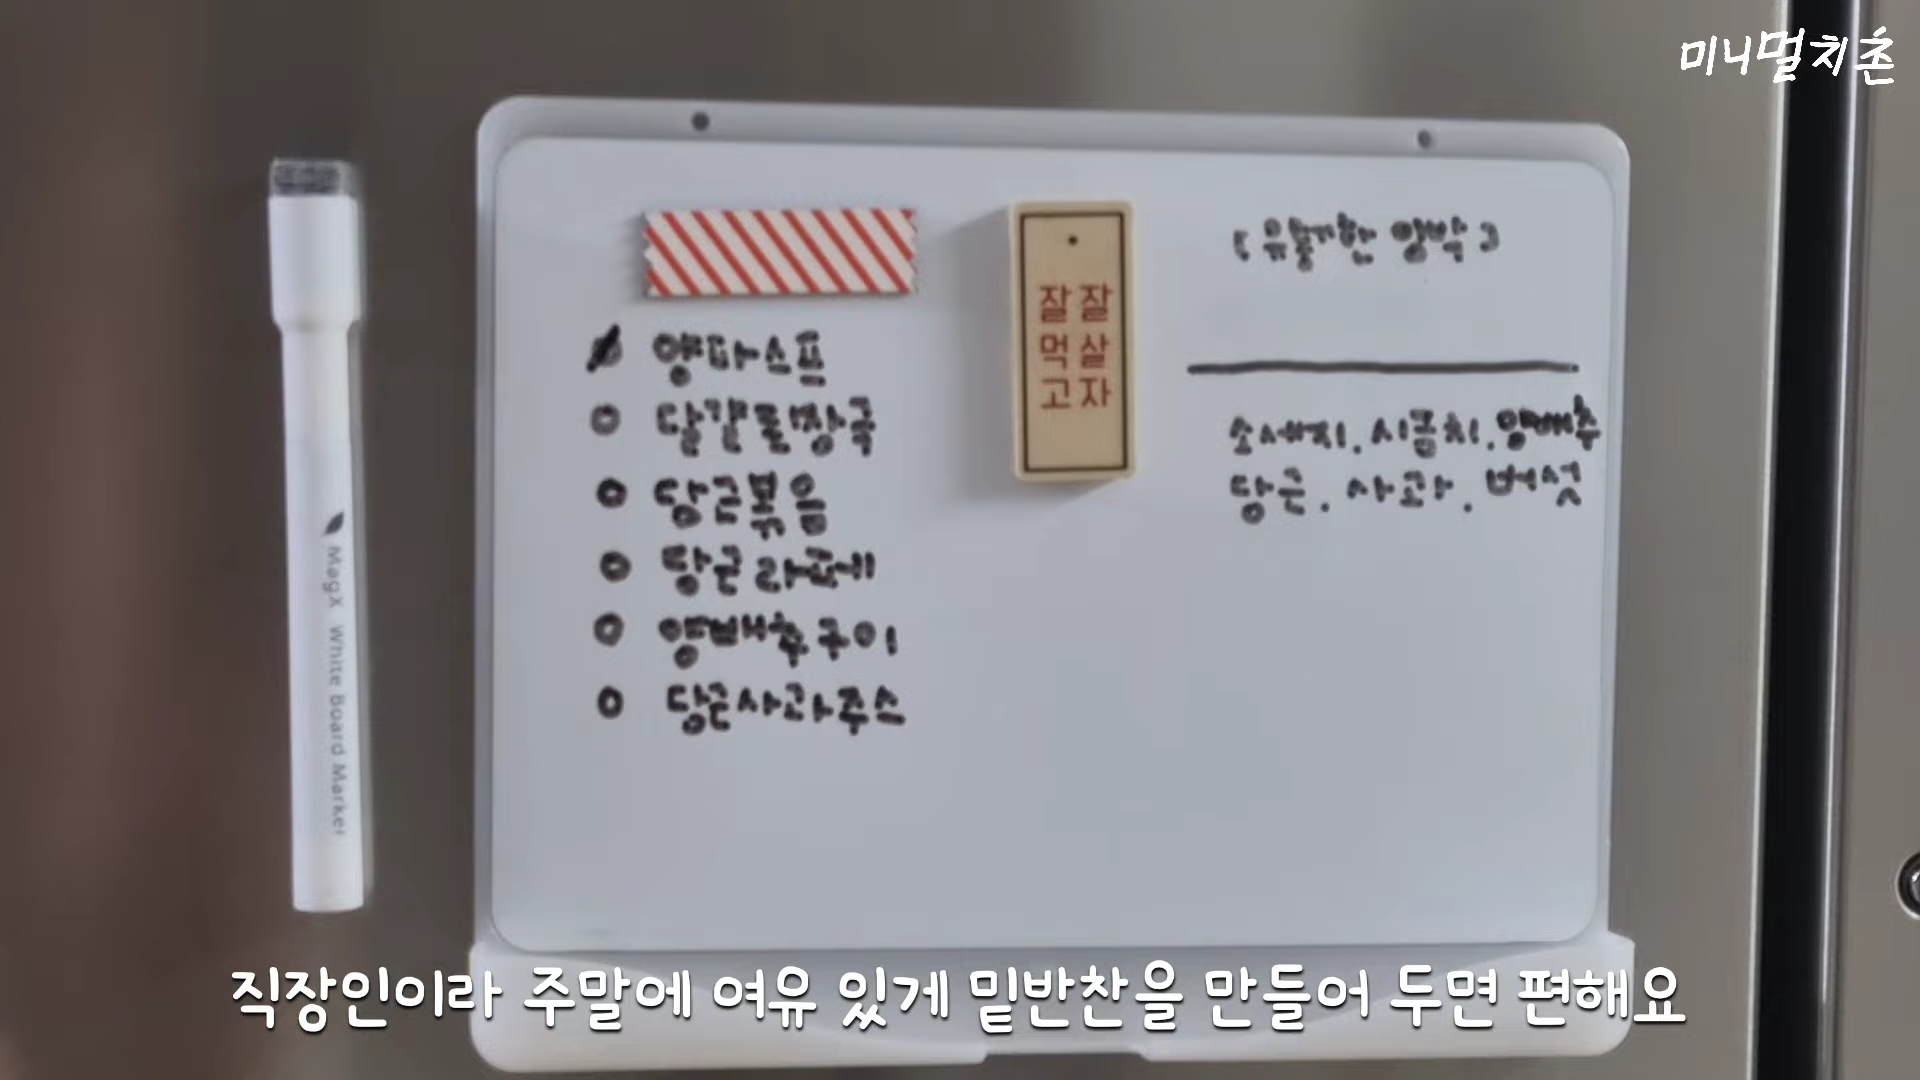 미니멀치촌
양파스프
달걀된장국
당근볶음
당근라페
양배추구이
당근사과주스
잘 먹고
잘 살자
유통기한 임박
소세지. 시금치. 양배추
당근. 사과. 버섯
MagX White Board Marker
직장인이라 주말에 여유 있게 밑반찬을 만들어 두면 편해요